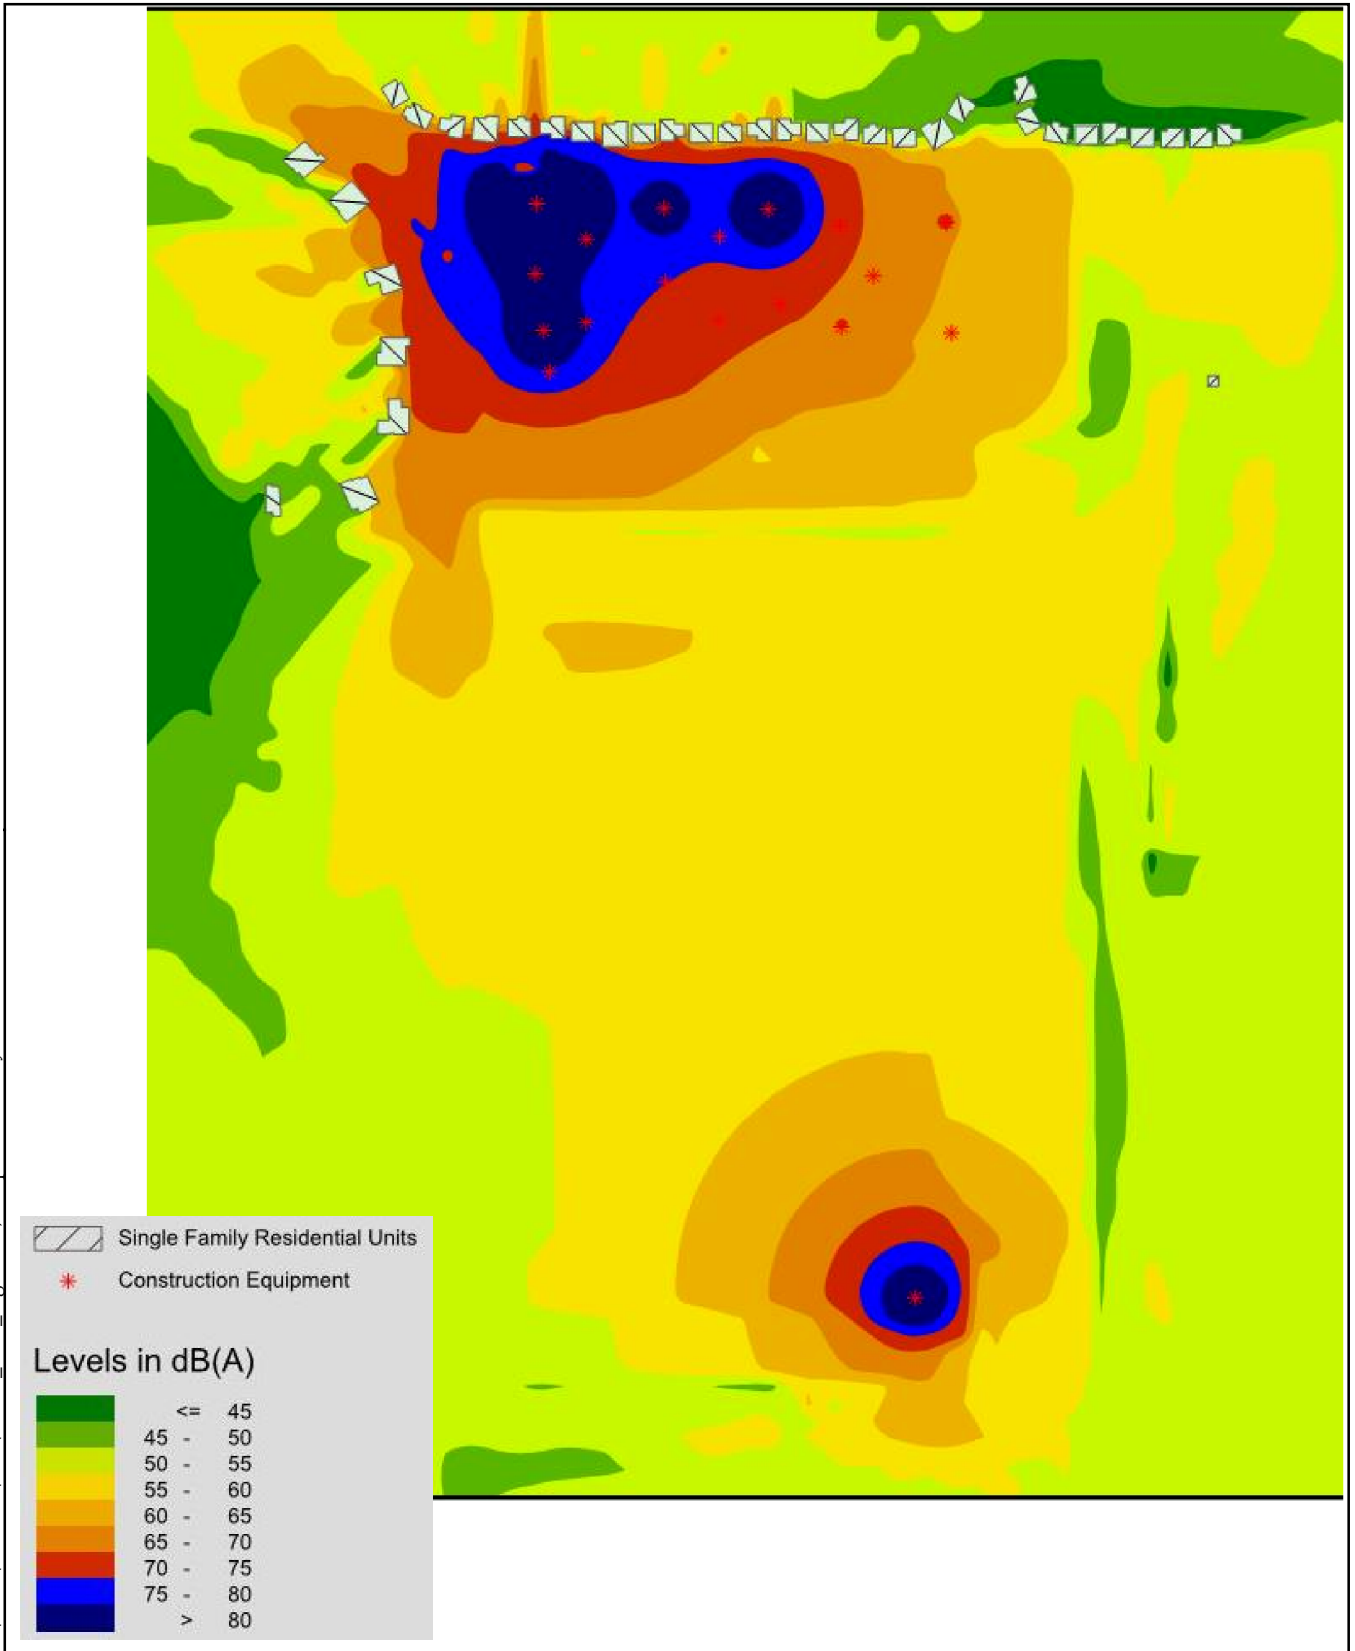 Single Family Residential Units
Construction Equipment
Levels in dB(A)
<= 45
45 - 50
50 - 55
55 - 60
60 - 65
65 - 70
70 - 75
75 - 80
> 80